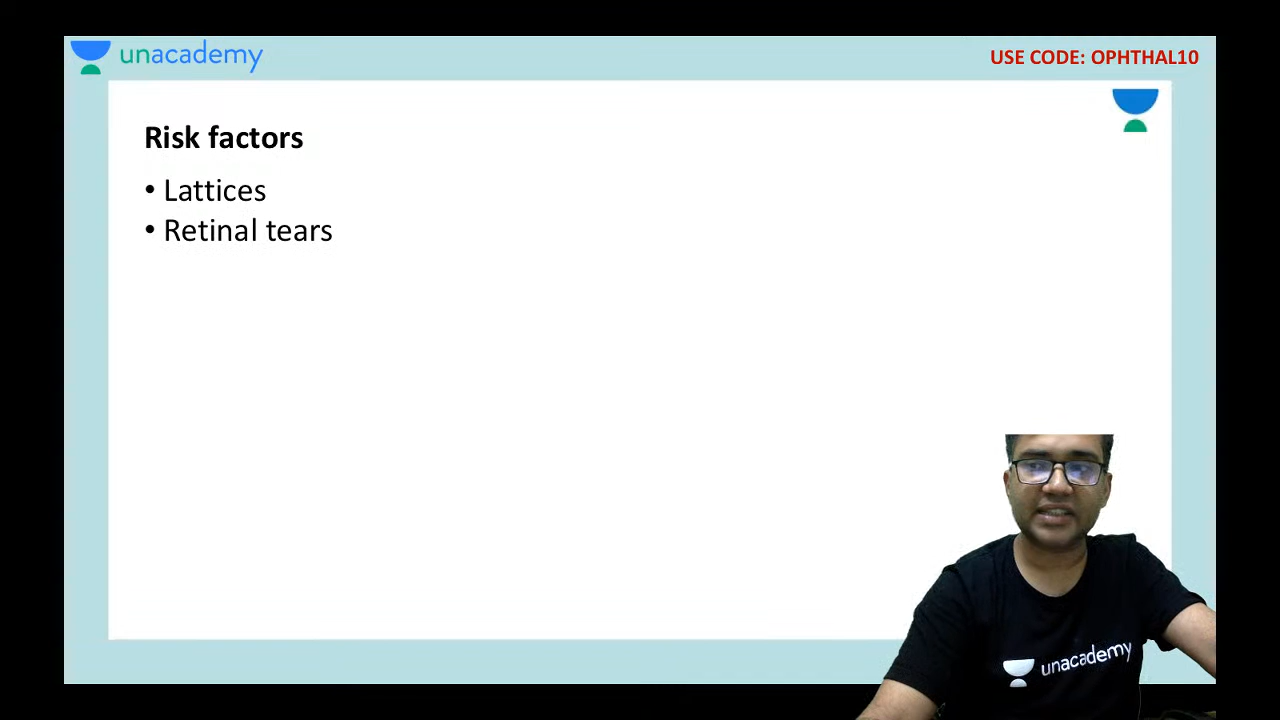 unacademy
USE CODE: OPHTHAL10
Risk factors
• Lattices
• Retinal tears
unacademy